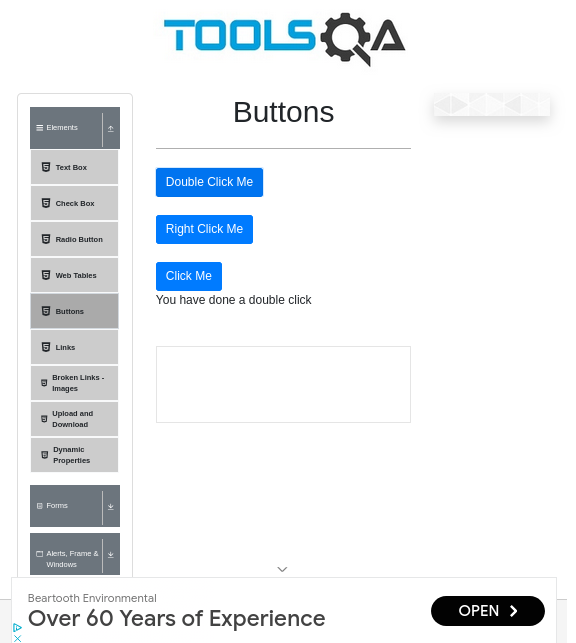 TOOLSQA
Elements
Text Box
Check Box
Radio Button
Web Tables
Buttons
Links
Broken Links -
Images
Upload and
Download
Dynamic
Properties
Forms
Alerts, Frame &
Windows
Buttons
Double Click Me
Right Click Me
Click Me
You have done a double click
Beartooth Environmental
Over 60 Years of Experience
OPEN